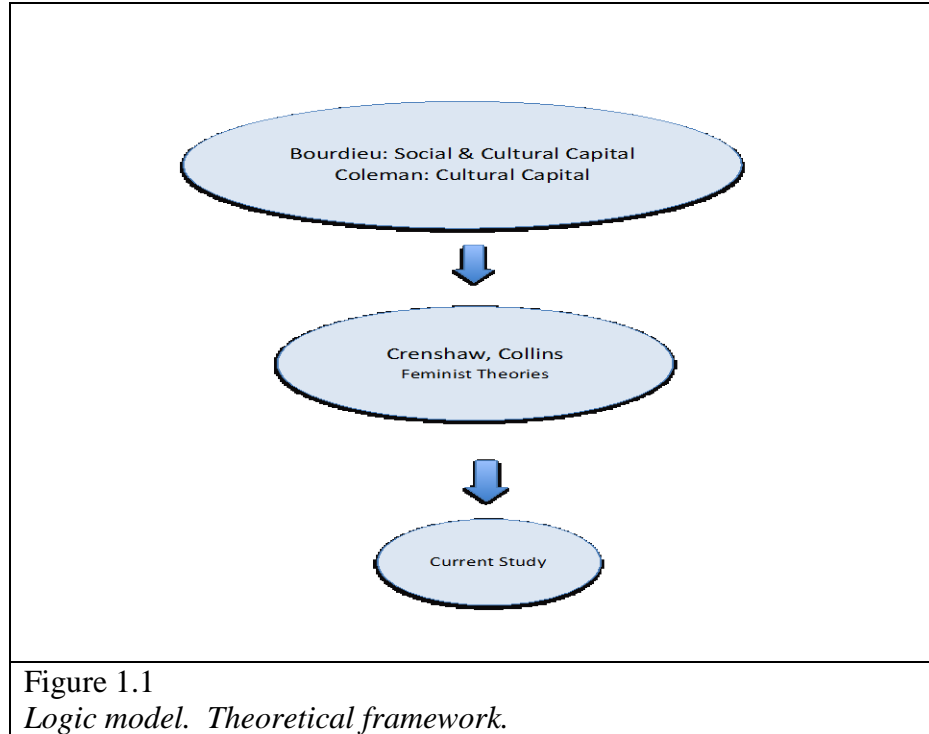 Bourdieu: Social & Cultural Capital
Coleman: Cultural Capital
Crenshaw, Collins
Feminist Theories
Current Study
Figure 1.1
Logic model.  Theoretical framework.